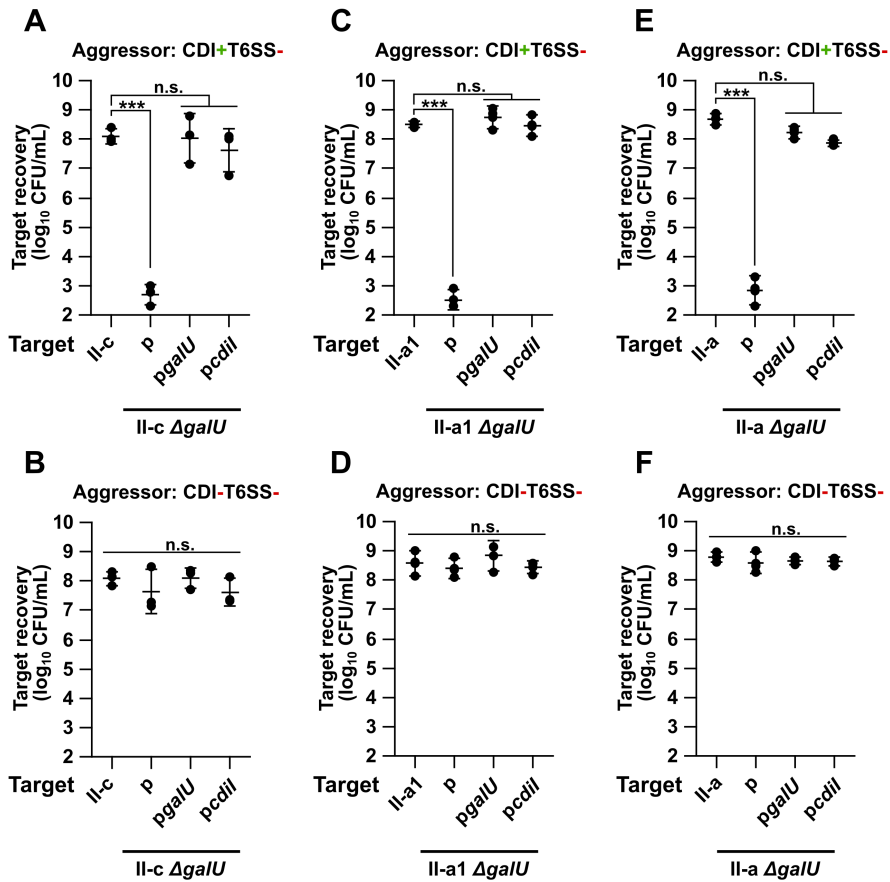 A
Aggressor: CDI+T6SS-
Target recovery
(log10 CFU/mL)
10
9
8
7
6
5
4
3
2
n.s.
***
Target
II-c
p
pgalU
pcdiI
II-c ΔgalU
C
Aggressor: CDI+T6SS-
Target recovery
(log10 CFU/mL)
10
9
8
7
6
5
4
3
2
n.s.
***
Target
II-a1
p
pgalU
pcdiI
II-a1 ΔgalU
E
Aggressor: CDI+T6SS-
Target recovery
(log10 CFU/mL)
10
9
8
7
6
5
4
3
2
n.s.
***
Target
II-a
p
pgalU
pcdiI
II-a ΔgalU
B
Aggressor: CDI-T6SS-
Target recovery
(log10 CFU/mL)
10
9
8
7
6
5
4
3
2
n.s.
Target
II-c
p
pgalU
pcdiI
II-c ΔgalU
D
Aggressor: CDI-T6SS-
Target recovery
(log10 CFU/mL)
10
9
8
7
6
5
4
3
2
n.s.
Target
II-a1
p
pgalU
pcdiI
II-a1 ΔgalU
F
Aggressor: CDI-T6SS-
Target recovery
(log10 CFU/mL)
10
9
8
7
6
5
4
3
2
n.s.
Target
II-a
p
pgalU
pcdiI
II-a ΔgalU